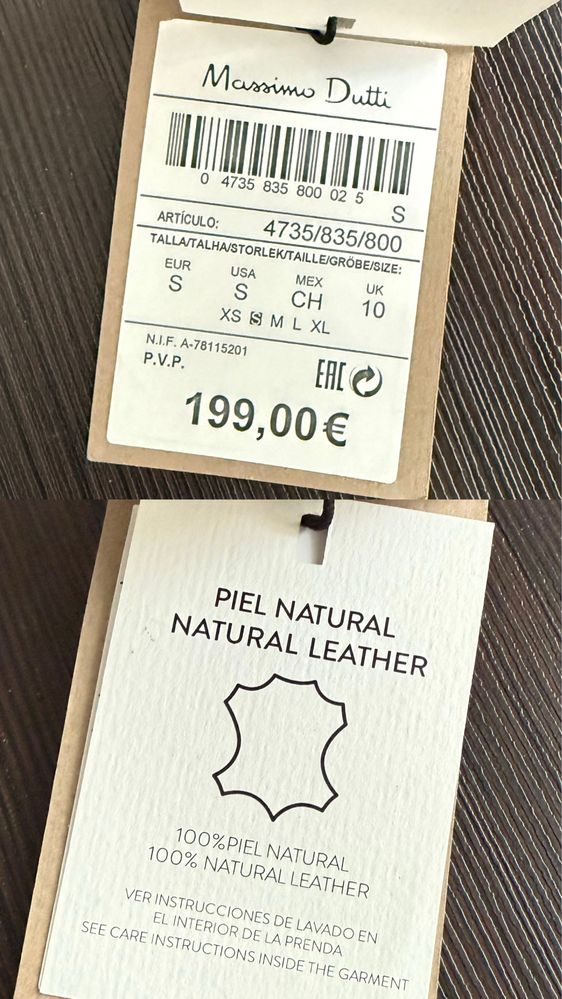 Massimo Dutti
0 4735 835 800 02 5
S
ARTÍCULO: 4735/835/800
TALLA/TALHA/STORLEK/TAILLE/GRÖBE/SIZE:
EUR USA MEX UK
S S CH 10
XS S M L XL
N.I.F. A-78115201
P.V.P.
EAC
199,00€
PIEL NATURAL
NATURAL LEATHER
100%PIEL NATURAL
100% NATURAL LEATHER
VER INSTRUCCIONES DE LAVADO EN
EL INTERIOR DE LA PRENDA
SEE CARE INSTRUCTIONS INSIDE THE GARMENT